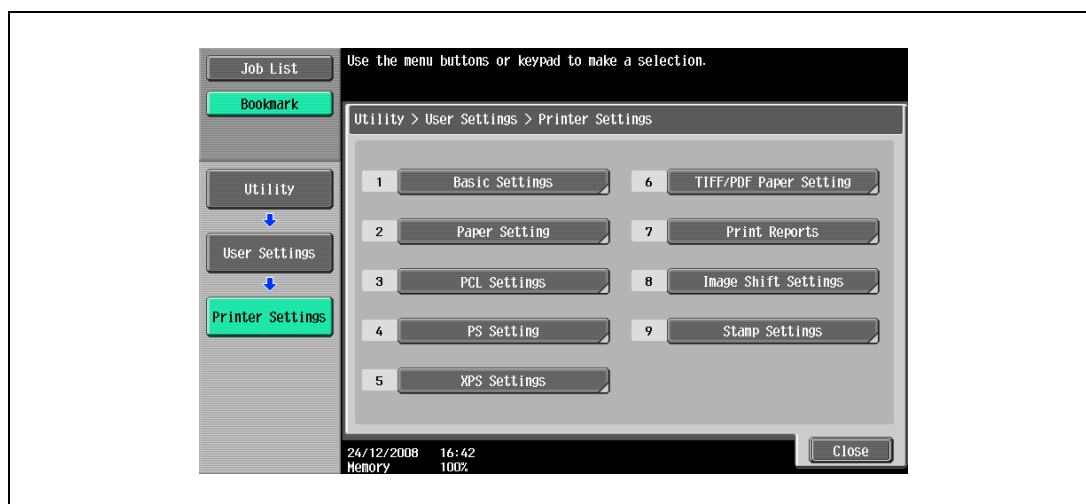 Job List
Bookmark
Utility
User Settings
Printer Settings
Use the menu buttons or keypad to make a selection.
Utility > User Settings > Printer Settings
1 Basic Settings
2 Paper Setting
3 PCL Settings
4 PS Setting
5 XPS Settings
6 TIFF/PDF Paper Setting
7 Print Reports
8 Image Shift Settings
9 Stamp Settings
24/12/2008 16:42
Memory 100%
Close